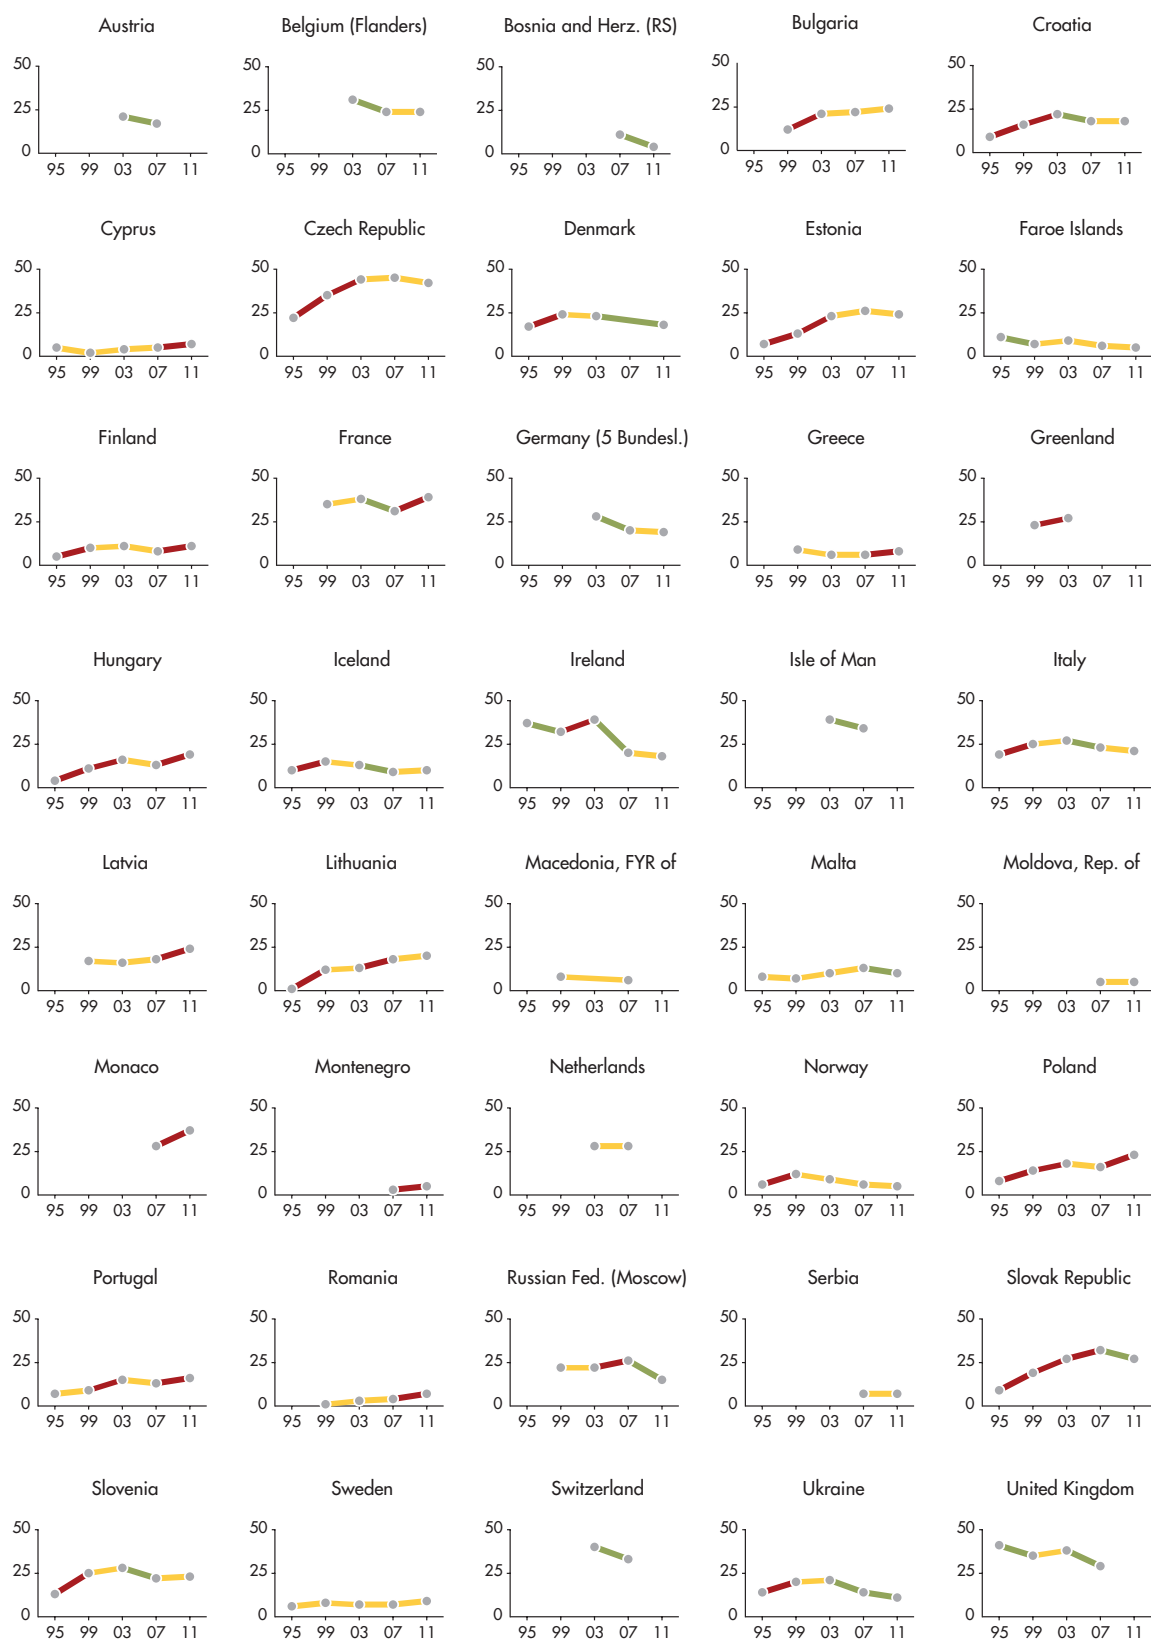 Austria
Belgium (Flanders)
Bosnia and Herz. (RS)
Bulgaria
Croatia
50 50 50 50 50
25 25 25 25 25
0 0 0 0 0
95 99 03 07 11 95 99 03 07 11 95 99 03 07 11 95 99 03 07 11 95 99 03 07 11
Cyprus
Czech Republic
Denmark
Estonia
Faroe Islands
50 50 50 50 50
25 25 25 25 25
0 0 0 0 0
95 99 03 07 11 95 99 03 07 11 95 99 03 07 11 95 99 03 07 11 95 99 03 07 11
Finland
France
Germany (5 Bundesl.)
Greece
Greenland
50 50 50 50 50
25 25 25 25 25
0 0 0 0 0
95 99 03 07 11 95 99 03 07 11 95 99 03 07 11 95 99 03 07 11 95 99 03 07 11
Hungary
Iceland
Ireland
Isle of Man
Italy
50 50 50 50 50
25 25 25 25 25
0 0 0 0 0
95 99 03 07 11 95 99 03 07 11 95 99 03 07 11 95 99 03 07 11 95 99 03 07 11
Latvia
Lithuania
Macedonia, FYR of
Malta
Moldova, Rep. of
50 50 50 50 50
25 25 25 25 25
0 0 0 0 0
95 99 03 07 11 95 99 03 07 11 95 99 03 07 11 95 99 03 07 11 95 99 03 07 11
Monaco
Montenegro
Netherlands
Norway
Poland
50 50 50 50 50
25 25 25 25 25
0 0 0 0 0
95 99 03 07 11 95 99 03 07 11 95 99 03 07 11 95 99 03 07 11 95 99 03 07 11
Portugal
Romania
Russian Fed. (Moscow)
Serbia
Slovak Republic
50 50 50 50 50
25 25 25 25 25
0 0 0 0 0
95 99 03 07 11 95 99 03 07 11 95 99 03 07 11 95 99 03 07 11 95 99 03 07 11
Slovenia
Sweden
Switzerland
Ukraine
United Kingdom
50 50 50 50 50
25 25 25 25 25
0 0 0 0 0
95 99 03 07 11 95 99 03 07 11 95 99 03 07 11 95 99 03 07 11 95 99 03 07 11